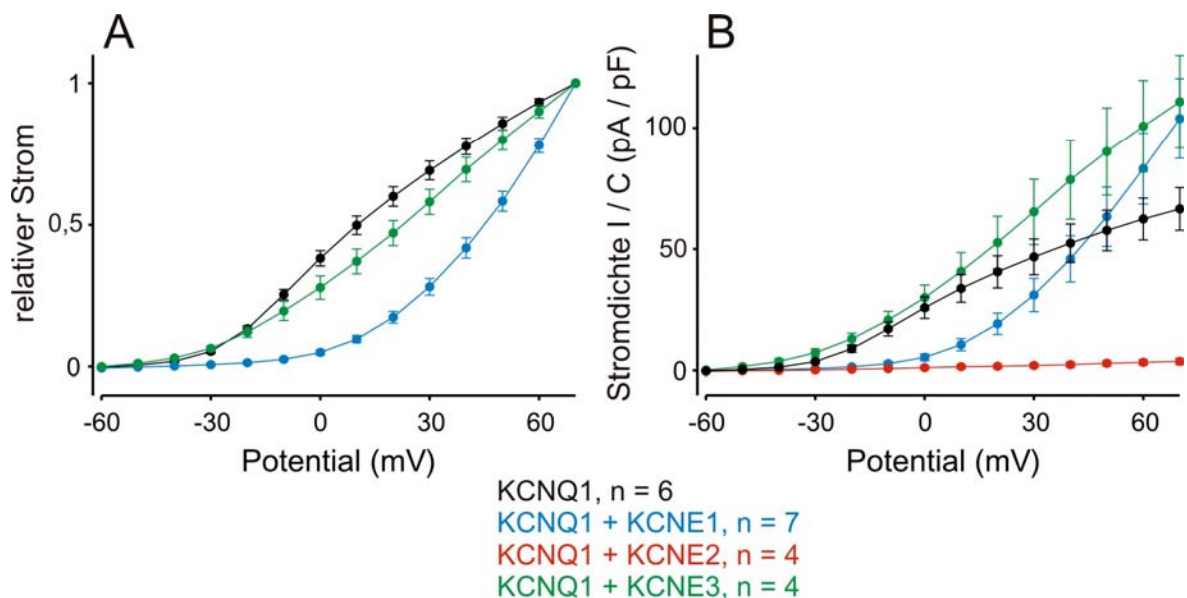 A
relativer Strom
1
0,5
0
-60 -30 0 30 60
Potential (mV)
B
Stromdichte I / C (pA / pF)
100
50
0
-60 -30 0 30 60
Potential (mV)
KCNQ1, n = 6
KCNQ1 + KCNE1, n = 7
KCNQ1 + KCNE2, n = 4
KCNQ1 + KCNE3, n = 4